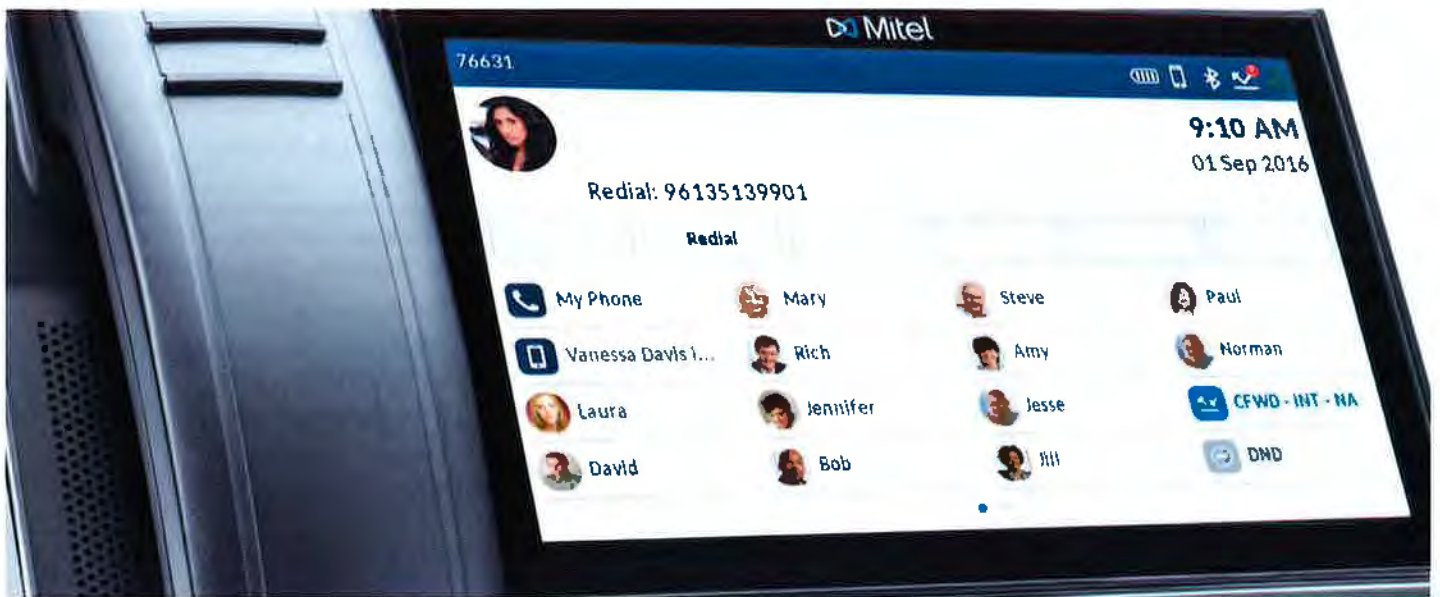 Mitel
76631
9:10 AM
01 Sep 2016
Redial: 96135139901
Redial
My Phone
Mary
Steve
Paul
Vanessa Davis i...
Rich
Amy
Norman
Laura
Jennifer
Jesse
CFWD - INT - NA
David
Bob
Jill
DND